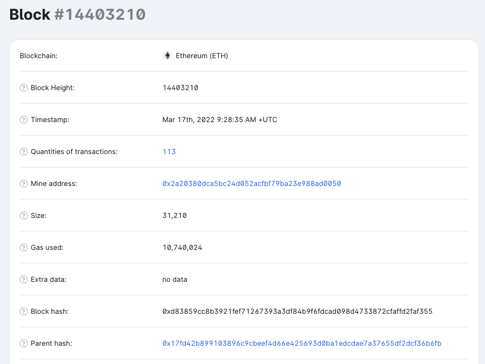 Block #14403210
Blockchain: Ethereum (ETH)
? Block Height: 14403210
? Timestamp: Mar 17th, 2022 9:28:35 AM +UTC
? Quantities of transactions: 113
? Mine address: 0x2a20380dca5bc24d052acfbf79ba23e988ad0050
? Size: 31,210
? Gas used: 10,740,024
? Extra data: no data
? Block hash: 0xd83859cc8b3921fef71267393a3df84b9f6fdcad098d4733872cfaffd2faf355
? Parent hash: 0x17fd42b899103896c9cbeef4d66e425693d0ba1edcdae7a37655df2dcf36b6fb